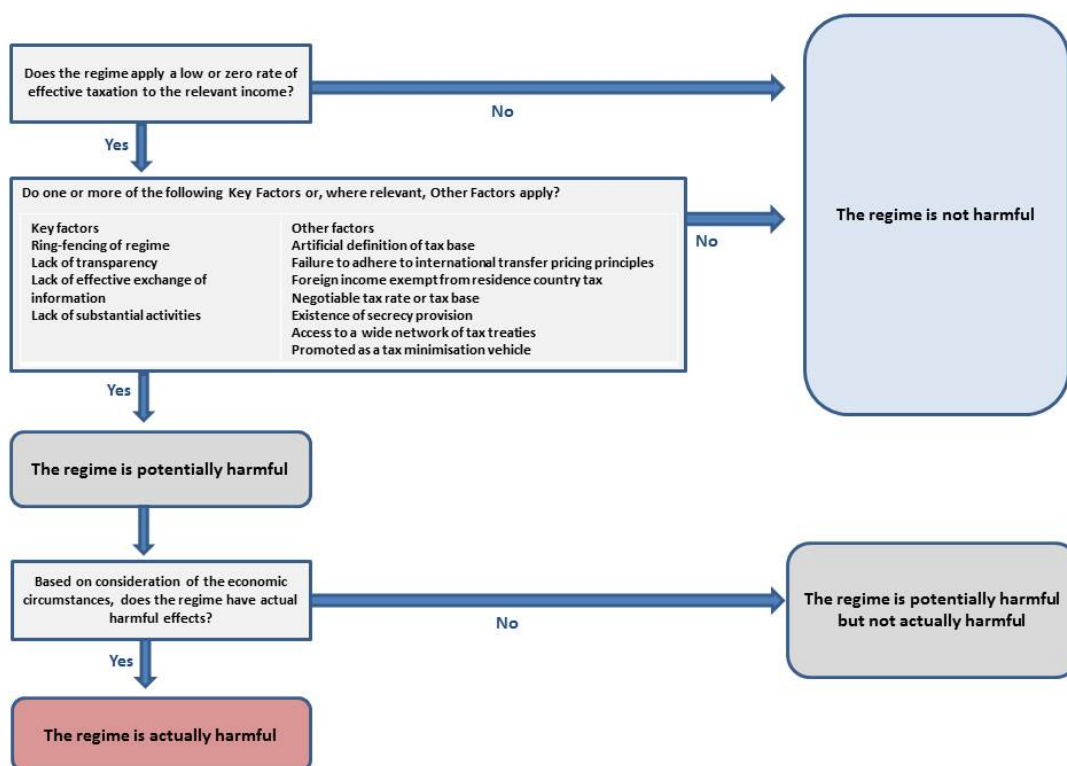 Does the regime apply a low or zero rate of
effective taxation to the relevant income?
No
Yes
The regime is not harmful
Do one or more of the following Key Factors or, where relevant, Other Factors apply?
Key factors
Ring-fencing of regime
Lack of transparency
Lack of effective exchange of
information
Lack of substantial activities
Other factors
Artificial definition of tax base
Failure to adhere to international transfer pricing principles
Foreign income exempt from residence country tax
Negotiable tax rate or tax base
Existence of secrecy provision
Access to a wide network of tax treaties
Promoted as a tax minimisation vehicle
No
Yes
The regime is potentially harmful
Based on consideration of the economic
circumstances, does the regime have actual
harmful effects?
No
The regime is potentially harmful
but not actually harmful
Yes
The regime is actually harmful